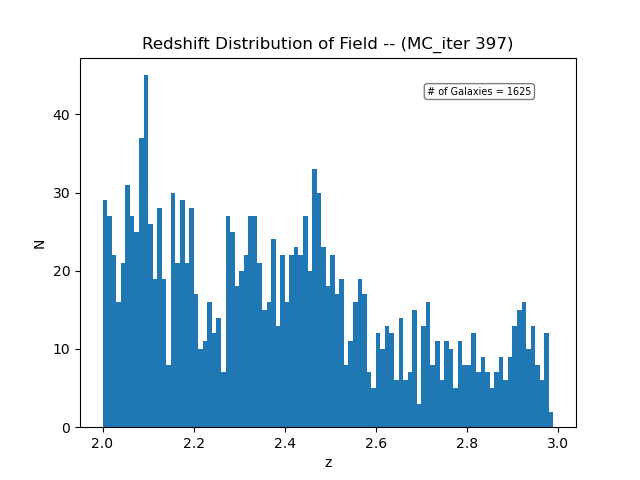 Redshift Distribution of Field -- (MC_iter 397)
# of Galaxies = 1625
40
30
20
10
0
N
2.0 2.2 2.4 2.6 2.8 3.0
z